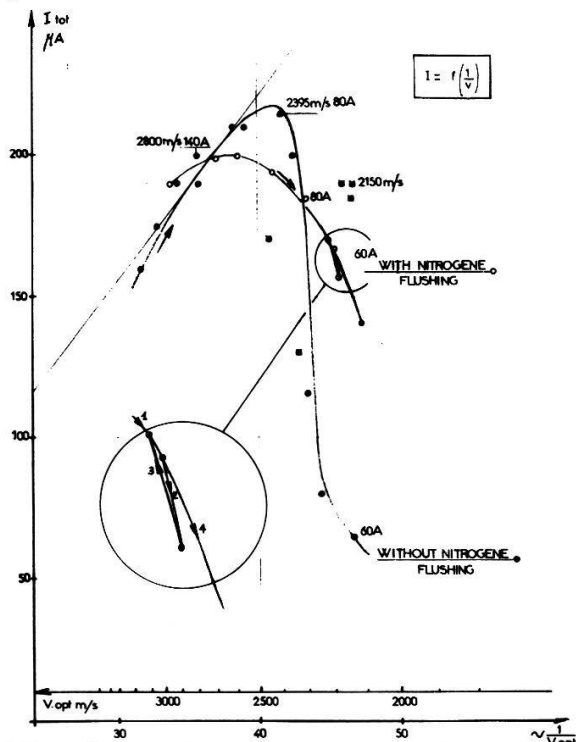 I tot
μA
I = f(1/v)
2395m/s 80A
2800m/s 140A
200
2150m/s
80A
60A
WITH NITROGENE
FLUSHING
150
100
1
3
2
4
60A
WITHOUT NITROGENE
FLUSHING
50
V.opt m/s 3000 2500 2000
30 40 50 ~ 1/V.opt